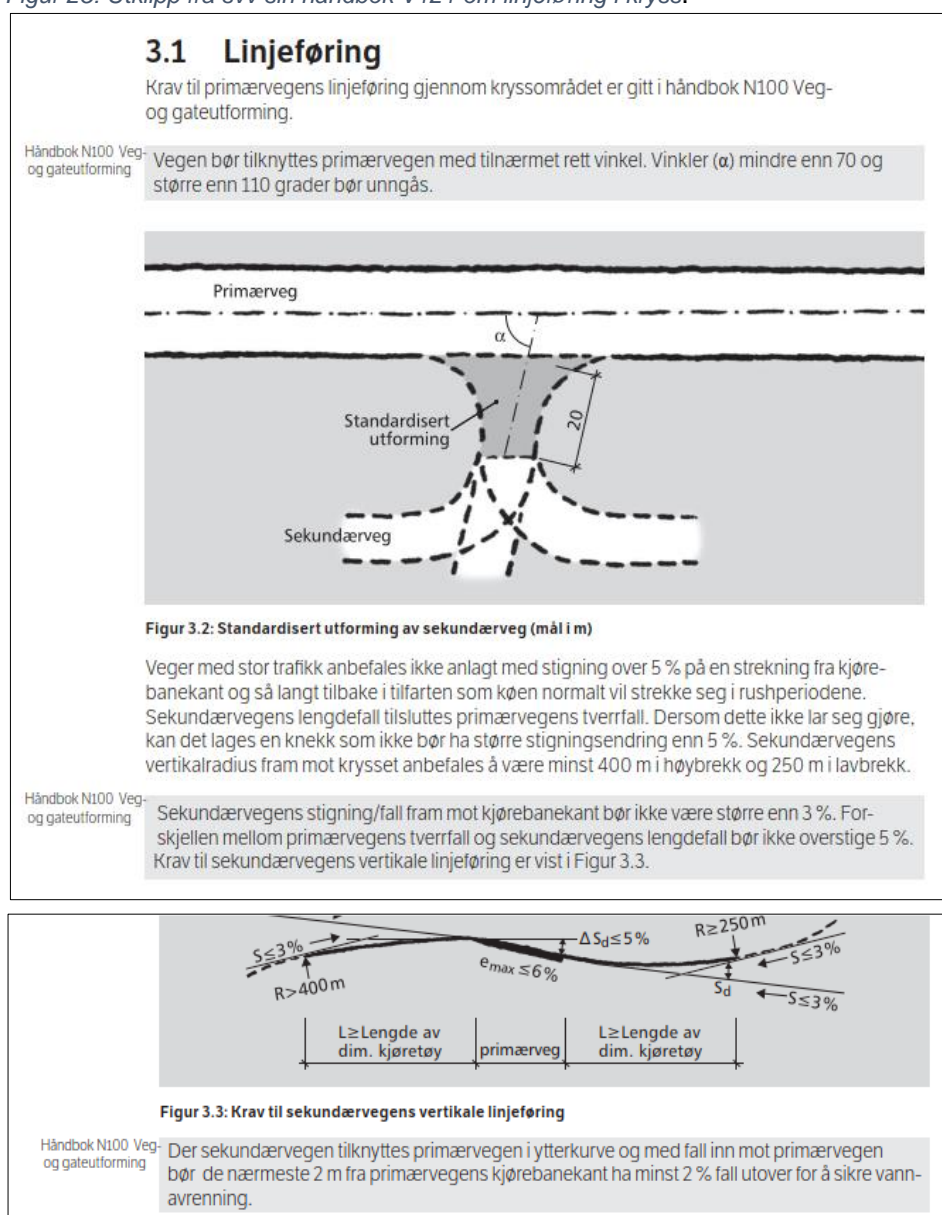 Figur 28: Utklipp fra svv sin håndbok V121 om linjeføring i kryss.
3.1 Linjeføring
Krav til primærvegens linjeføring gjennom kryssområdet er gitt i håndbok N100 Veg-
og gateutforming.
Håndbok N100 Veg-
og gateutforming
Vegen bør tilknyttes primærvegen med tilnærmet rett vinkel. Vinkler (α) mindre enn 70 og
større enn 110 grader bør unngås.
Primærveg
α
Standardisert
utforming
20
Sekundærveg
Figur 3.2: Standardisert utforming av sekundærveg (mål i m)
Veger med stor trafikk anbefales ikke anlagt med stigning over 5 % på en strekning fra kjøre-
banekant og så langt tilbake i tilfarten som køen normalt vil strekke seg i rushperiodene.
Sekundærvegens lengdefall tilsluttes primærvegens tverrfall. Dersom dette ikke lar seg gjøre,
kan det lages en knekk som ikke bør ha større stigningsendring enn 5 %. Sekundærvegens
vertikalradius fram mot krysset anbefales å være minst 400 m i høybrekk og 250 m i lavbrekk.
Håndbok N100 Veg-
og gateutforming
Sekundærvegens stigning/fall fram mot kjørebanekant bør ikke være større enn 3 %. For-
skjellen mellom primærvegens tverrfall og sekundærvegens lengdefall bør ikke overstige 5 %.
Krav til sekundærvegens vertikale linjeføring er vist i Figur 3.3.
S≤3%
R>400m
ΔSd≤5%
emax ≤6%
R≥250m
S≤3%
Sd
S≤3%
L≥Lengde av
dim. kjøretøy
primærveg
L≥Lengde av
dim. kjøretøy
Figur 3.3: Krav til sekundærvegens vertikale linjeføring
Håndbok N100 Veg-
og gateutforming
Der sekundærvegen tilknyttes primærvegen i ytterkurve og med fall inn mot primærvegen
bør de nærmeste 2 m fra primærvegens kjørebanekant ha minst 2 % fall utover for å sikre vann-
avrenning.